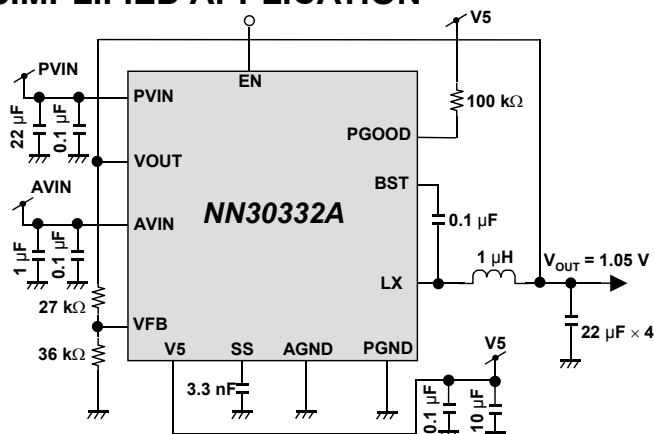 SIMPLIFIED APPLICATION
V5
PVIN
EN
PVIN
22 µF
0.1 µF
100 kΩ
PGOOD
VOUT
BST
AVIN
NN30332A
AVIN
0.1 µF
1 µF
0.1 µF
1 µH
VOUT = 1.05 V
LX
27 kΩ
VFB
22 µF × 4
36 kΩ
V5
SS
AGND
PGND
V5
3.3 nF
0.1 µF
10 µF